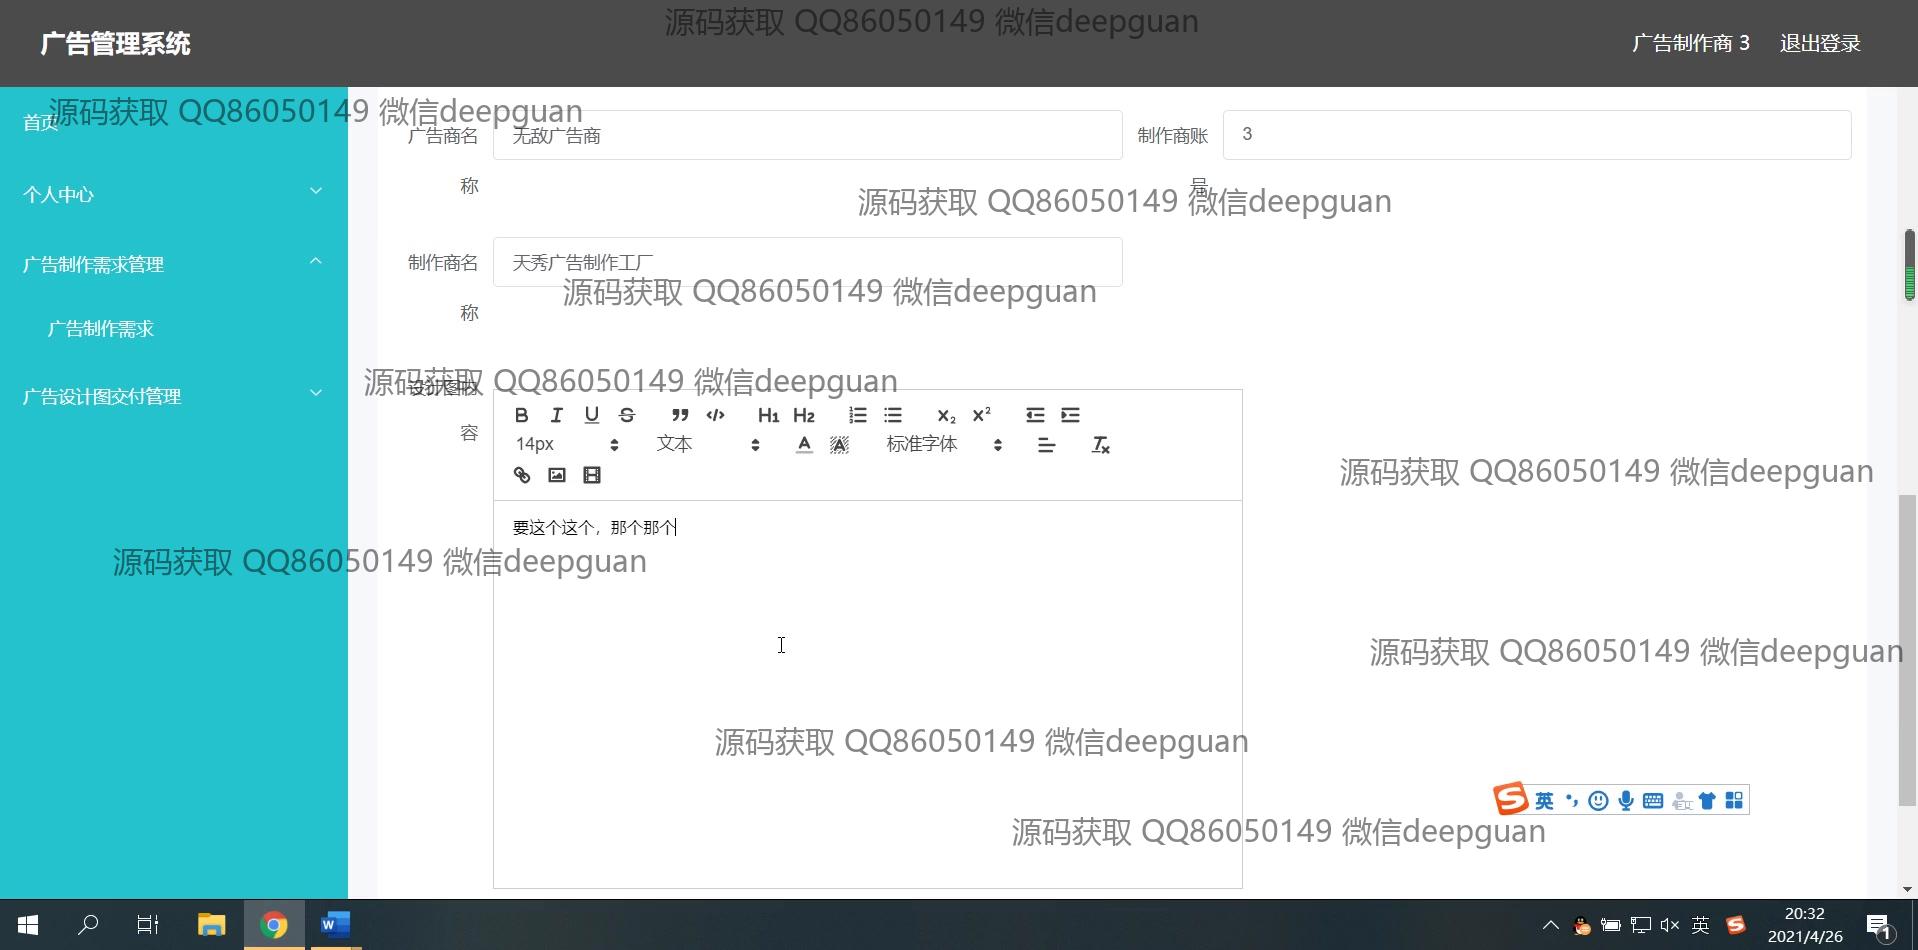 源码获取 QQ86050149 微信deepguan
广告管理系统
广告制作商 3
退出登录
源码获取 QQ86050149 微信deepguan
首页
广告商名称
无敌广告商
制作商账号
3
个人中心
源码获取 QQ86050149 微信deepguan
广告制作需求管理
制作商名称
天秀广告制作工厂
源码获取 QQ86050149 微信deepguan
广告制作需求
源码获取 QQ86050149 微信deepguan
设计图内容
广告设计图交付管理
B I U S H1 H2 X₂ X²
14px 文本 A A 标准字体 Tx
源码获取 QQ86050149 微信deepguan
要这个这个，那个那个
源码获取 QQ86050149 微信deepguan
源码获取 QQ86050149 微信deepguan
源码获取 QQ86050149 微信deepguan
S 英
源码获取 QQ86050149 微信deepguan
W
英
S
20:32
2021/4/26
1